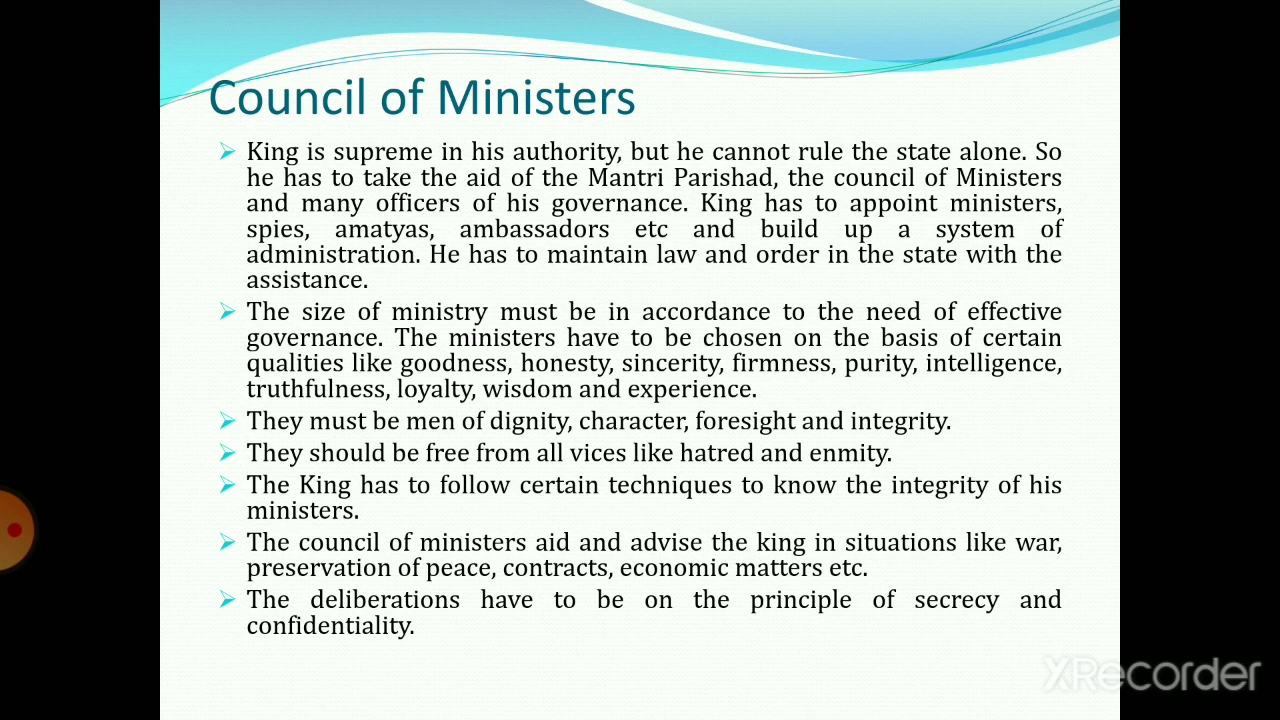 Council of Ministers
King is supreme in his authority, but he cannot rule the state alone. So
he has to take the aid of the Mantri Parishad, the council of Ministers
and many officers of his governance. King has to appoint ministers,
spies, amatyas, ambassadors etc and build up a system of
administration. He has to maintain law and order in the state with the
assistance.
The size of ministry must be in accordance to the need of effective
governance. The ministers have to be chosen on the basis of certain
qualities like goodness, honesty, sincerity, firmness, purity, intelligence,
truthfulness, loyalty, wisdom and experience.
They must be men of dignity, character, foresight and integrity.
They should be free from all vices like hatred and enmity.
The King has to follow certain techniques to know the integrity of his
ministers.
The council of ministers aid and advise the king in situations like war,
preservation of peace, contracts, economic matters etc.
The deliberations have to be on the principle of secrecy and
confidentiality.
XRecorder